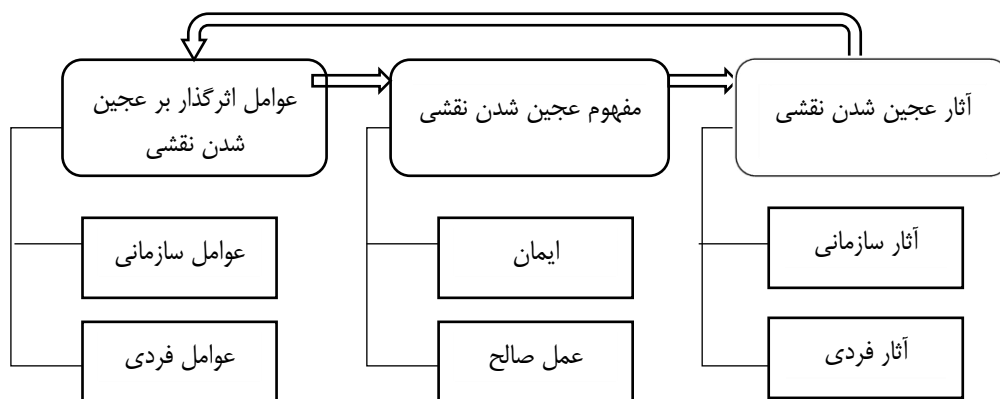 عوامل اثرگذار بر عجین
شدن نقشی
مفهوم عجین شدن نقشی
آثار عجین شدن نقشی
عوامل سازمانی
ایمان
آثار سازمانی
عوامل فردی
عمل صالح
آثار فردی